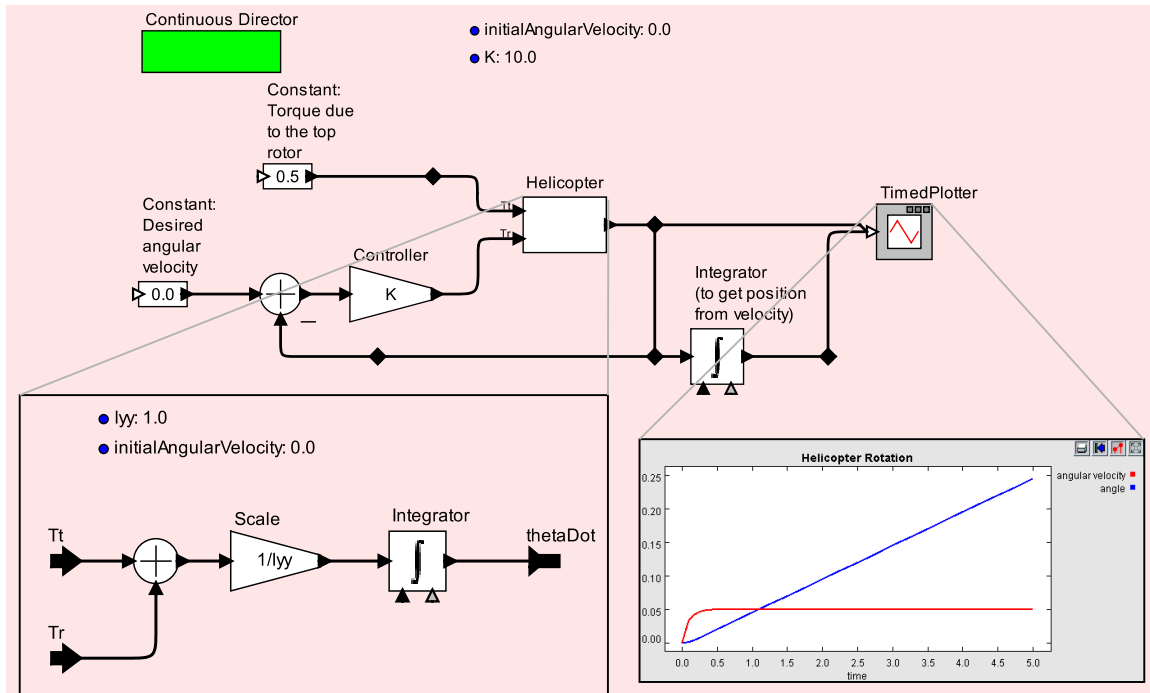 Continuous Director
initialAngularVelocity: 0.0
K: 10.0
Constant:
Torque due
to the top
rotor
0.5
Helicopter
Tt
Tr
TimedPlotter
Constant:
Desired
angular
velocity
0.0
Controller
K
Integrator
(to get position
from velocity)
∫
Iyy: 1.0
initialAngularVelocity: 0.0
Tt
Scale
1/Iyy
Integrator
∫
thetaDot
Tr
Helicopter Rotation
angular velocity
angle
0.25
0.20
0.15
0.10
0.05
0.00
0.0 0.5 1.0 1.5 2.0 2.5 3.0 3.5 4.0 4.5 5.0
time